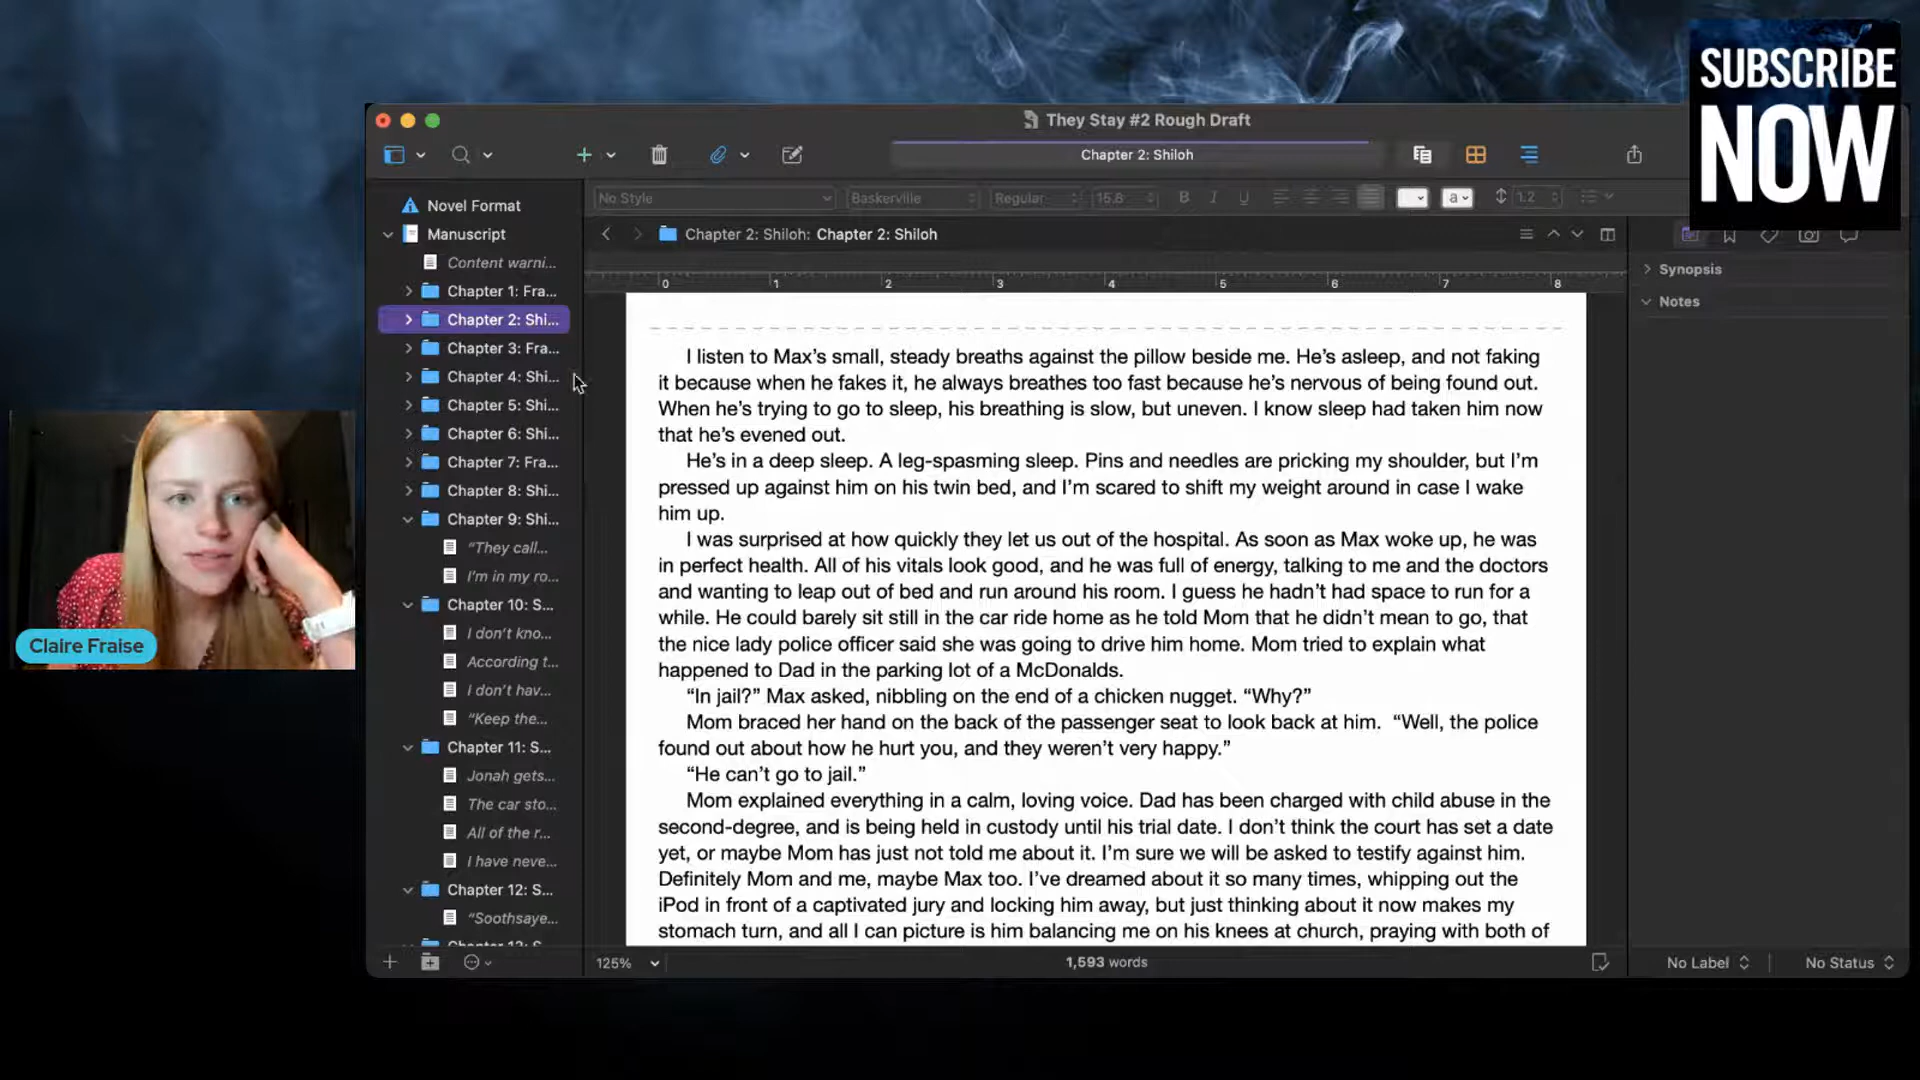 SUBSCRIBE
NOW
They Stay #2 Rough Draft
Chapter 2: Shiloh
No Style
Baskerville
Regular
15.8
B I U
a
1.2
Chapter 2: Shiloh: Chapter 2: Shiloh
0 1 2 3 4 5 6 7 8
Novel Format
Manuscript
Content warni...
Chapter 1: Fra...
Chapter 2: Shi...
Chapter 3: Fra...
Chapter 4: Shi...
Chapter 5: Shi...
Chapter 6: Shi...
Chapter 7: Fra...
Chapter 8: Shi...
Chapter 9: Shi...
“They call...
I’m in my ro...
Chapter 10: S...
I don’t kno...
According t...
I don’t hav...
“Keep the...
Chapter 11: S...
Jonah gets...
The car sto...
All of the r...
I have neve...
Chapter 12: S...
“Soothsaye...
Chapter 13: S...
I listen to Max’s small, steady breaths against the pillow beside me. He’s asleep, and not faking
it because when he fakes it, he always breathes too fast because he’s nervous of being found out.
When he’s trying to go to sleep, his breathing is slow, but uneven. I know sleep had taken him now
that he’s evened out.
He’s in a deep sleep. A leg-spasming sleep. Pins and needles are pricking my shoulder, but I’m
pressed up against him on his twin bed, and I’m scared to shift my weight around in case I wake
him up.
I was surprised at how quickly they let us out of the hospital. As soon as Max woke up, he was
in perfect health. All of his vitals look good, and he was full of energy, talking to me and the doctors
and wanting to leap out of bed and run around his room. I guess he hadn’t had space to run for a
while. He could barely sit still in the car ride home as he told Mom that he didn’t mean to go, that
the nice lady police officer said she was going to drive him home. Mom tried to explain what
happened to Dad in the parking lot of a McDonalds.
“In jail?” Max asked, nibbling on the end of a chicken nugget. “Why?”
Mom braced her hand on the back of the passenger seat to look back at him.  “Well, the police
found out about how he hurt you, and they weren’t very happy.”
“He can’t go to jail.”
Mom explained everything in a calm, loving voice. Dad has been charged with child abuse in the
second-degree, and is being held in custody until his trial date. I don’t think the court has set a date
yet, or maybe Mom has just not told me about it. I’m sure we will be asked to testify against him.
Definitely Mom and me, maybe Max too. I’ve dreamed about it so many times, whipping out the
iPod in front of a captivated jury and locking him away, but just thinking about it now makes my
stomach turn, and all I can picture is him balancing me on his knees at church, praying with both of
Synopsis
Notes
125%
1,593 words
No Label
No Status
Claire Fraise